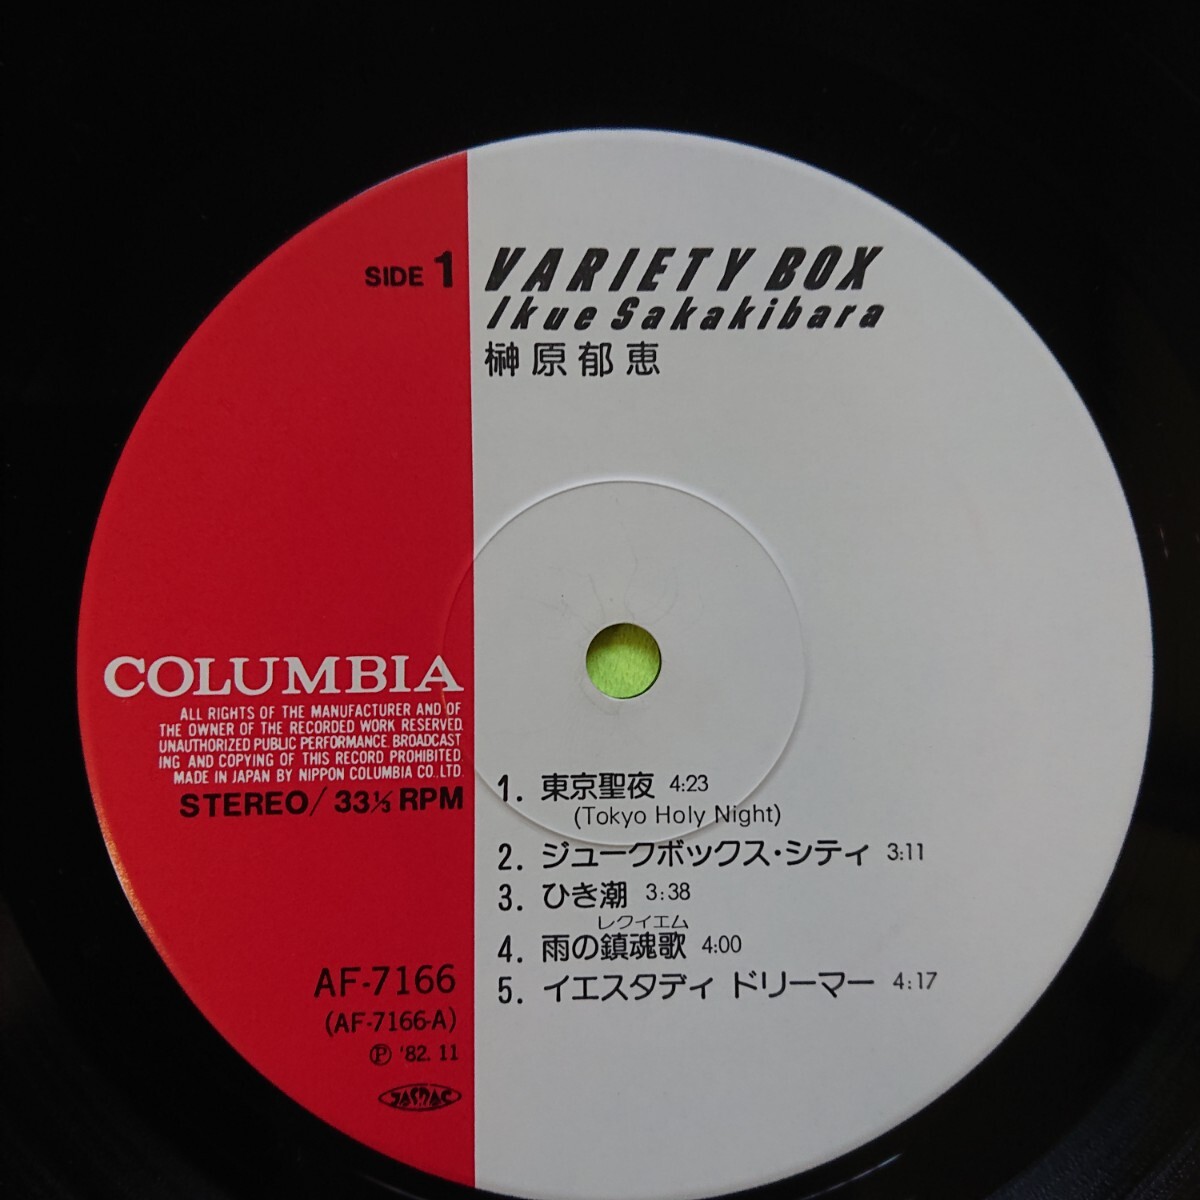 SIDE 1
VARIETY BOX
Ikue Sakakibara
榊原郁恵
COLUMBIA
ALL RIGHTS OF THE MANUFACTURER AND OF
THE OWNER OF THE RECORDED WORK RESERVED.
UNAUTHORIZED PUBLIC PERFORMANCE. BROADCAST
ING AND COPYING OF THIS RECORD PROHIBITED.
MADE IN JAPAN BY NIPPON COLUMBIA CO., LTD.
STEREO/ 33⅓ RPM
AF-7166
(AF-7166-A)
Ⓟ '82. 11
JASRAC
1. 東京聖夜 4:23
(Tokyo Holy Night)
2. ジュークボックス・シティ 3:11
3. ひき潮 3:38
レクイエム
4. 雨の鎮魂歌 4:00
5. イエスタデイ ドリーマー 4:17